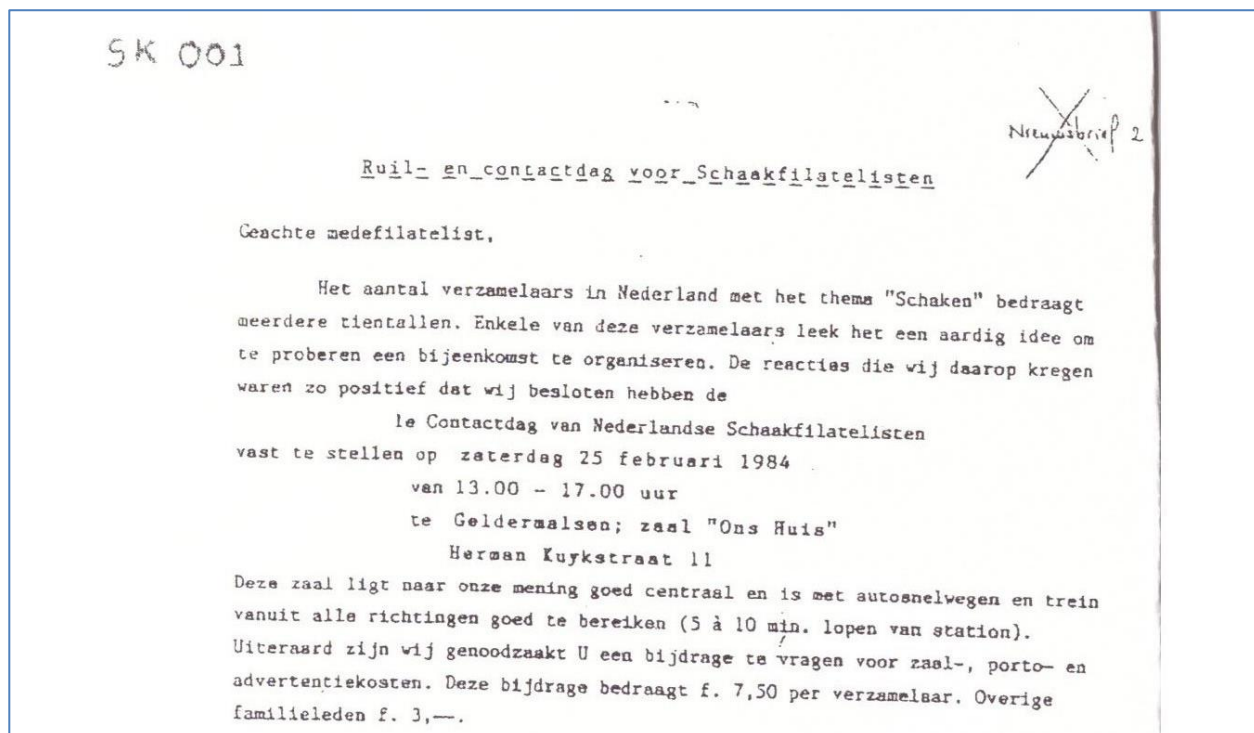 SK 001
Nieuwsbrief 2
Ruil- en contactdag voor Schaakfilatelisten
Geachte medefilatelist,
Het aantal verzamelaars in Nederland met het thema "Schaken" bedraagt
meerdere tientallen. Enkele van deze verzamelaars leek het een aardig idee om
te proberen een bijeenkomst te organiseren. De reacties die wij daarop kregen
waren zo positief dat wij besloten hebben de
1e Contactdag van Nederlandse Schaakfilatelisten
vast te stellen op zaterdag 25 februari 1984
van 13.00 - 17.00 uur
te Geldermalsen; zaal "Ons Huis"
Herman Kuykstraat 11
Deze zaal ligt naar onze mening goed centraal en is met autosnelwegen en trein
vanuit alle richtingen goed te bereiken (5 à 10 min. lopen van station).
Uiteraard zijn wij genoodzaakt U een bijdrage te vragen voor zaal-, porto- en
advertentiekosten. Deze bijdrage bedraagt f. 7,50 per verzamelaar. Overige
familieleden f. 3,—.